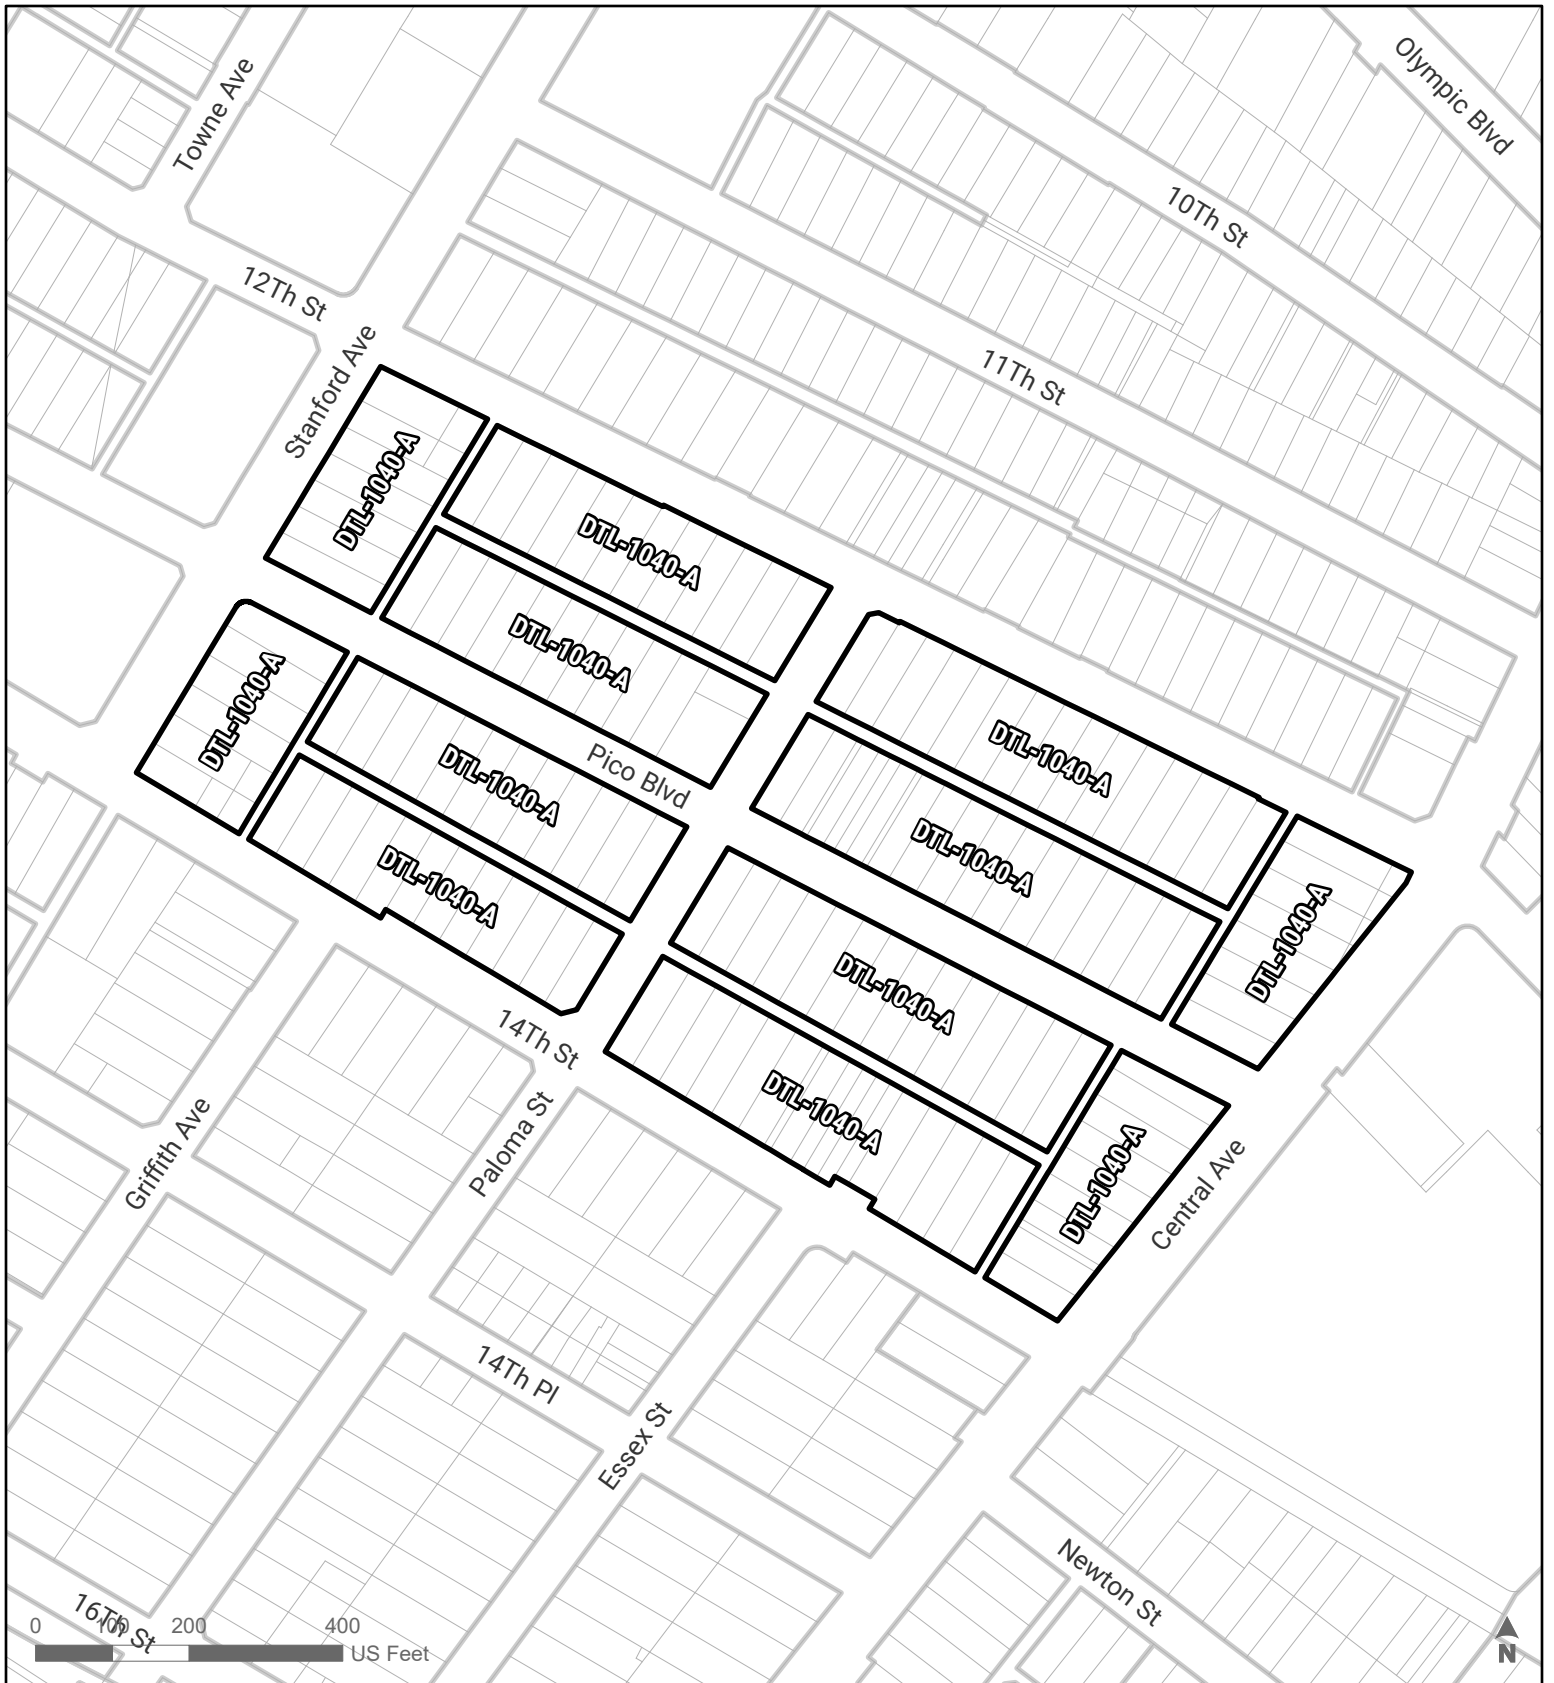 Olympic Blvd
Towne Ave
10Th St
12Th St
Stanford Ave
11Th St
DTL-1040-A
DTL-1040-A
DTL-1040-A
DTL-1040-A
DTL-1040-A
Pico Blvd
DTL-1040-A
DTL-1040-A
DTL-1040-A
DTL-1040-A
DTL-1040-A
DTL-1040-A
14Th St
DTL-1040-A
Paloma St
Griffith Ave
DTL-1040-A
Central Ave
14Th Pl
Essex St
Newton St
16Th St
0 100 200 400
US Feet
N